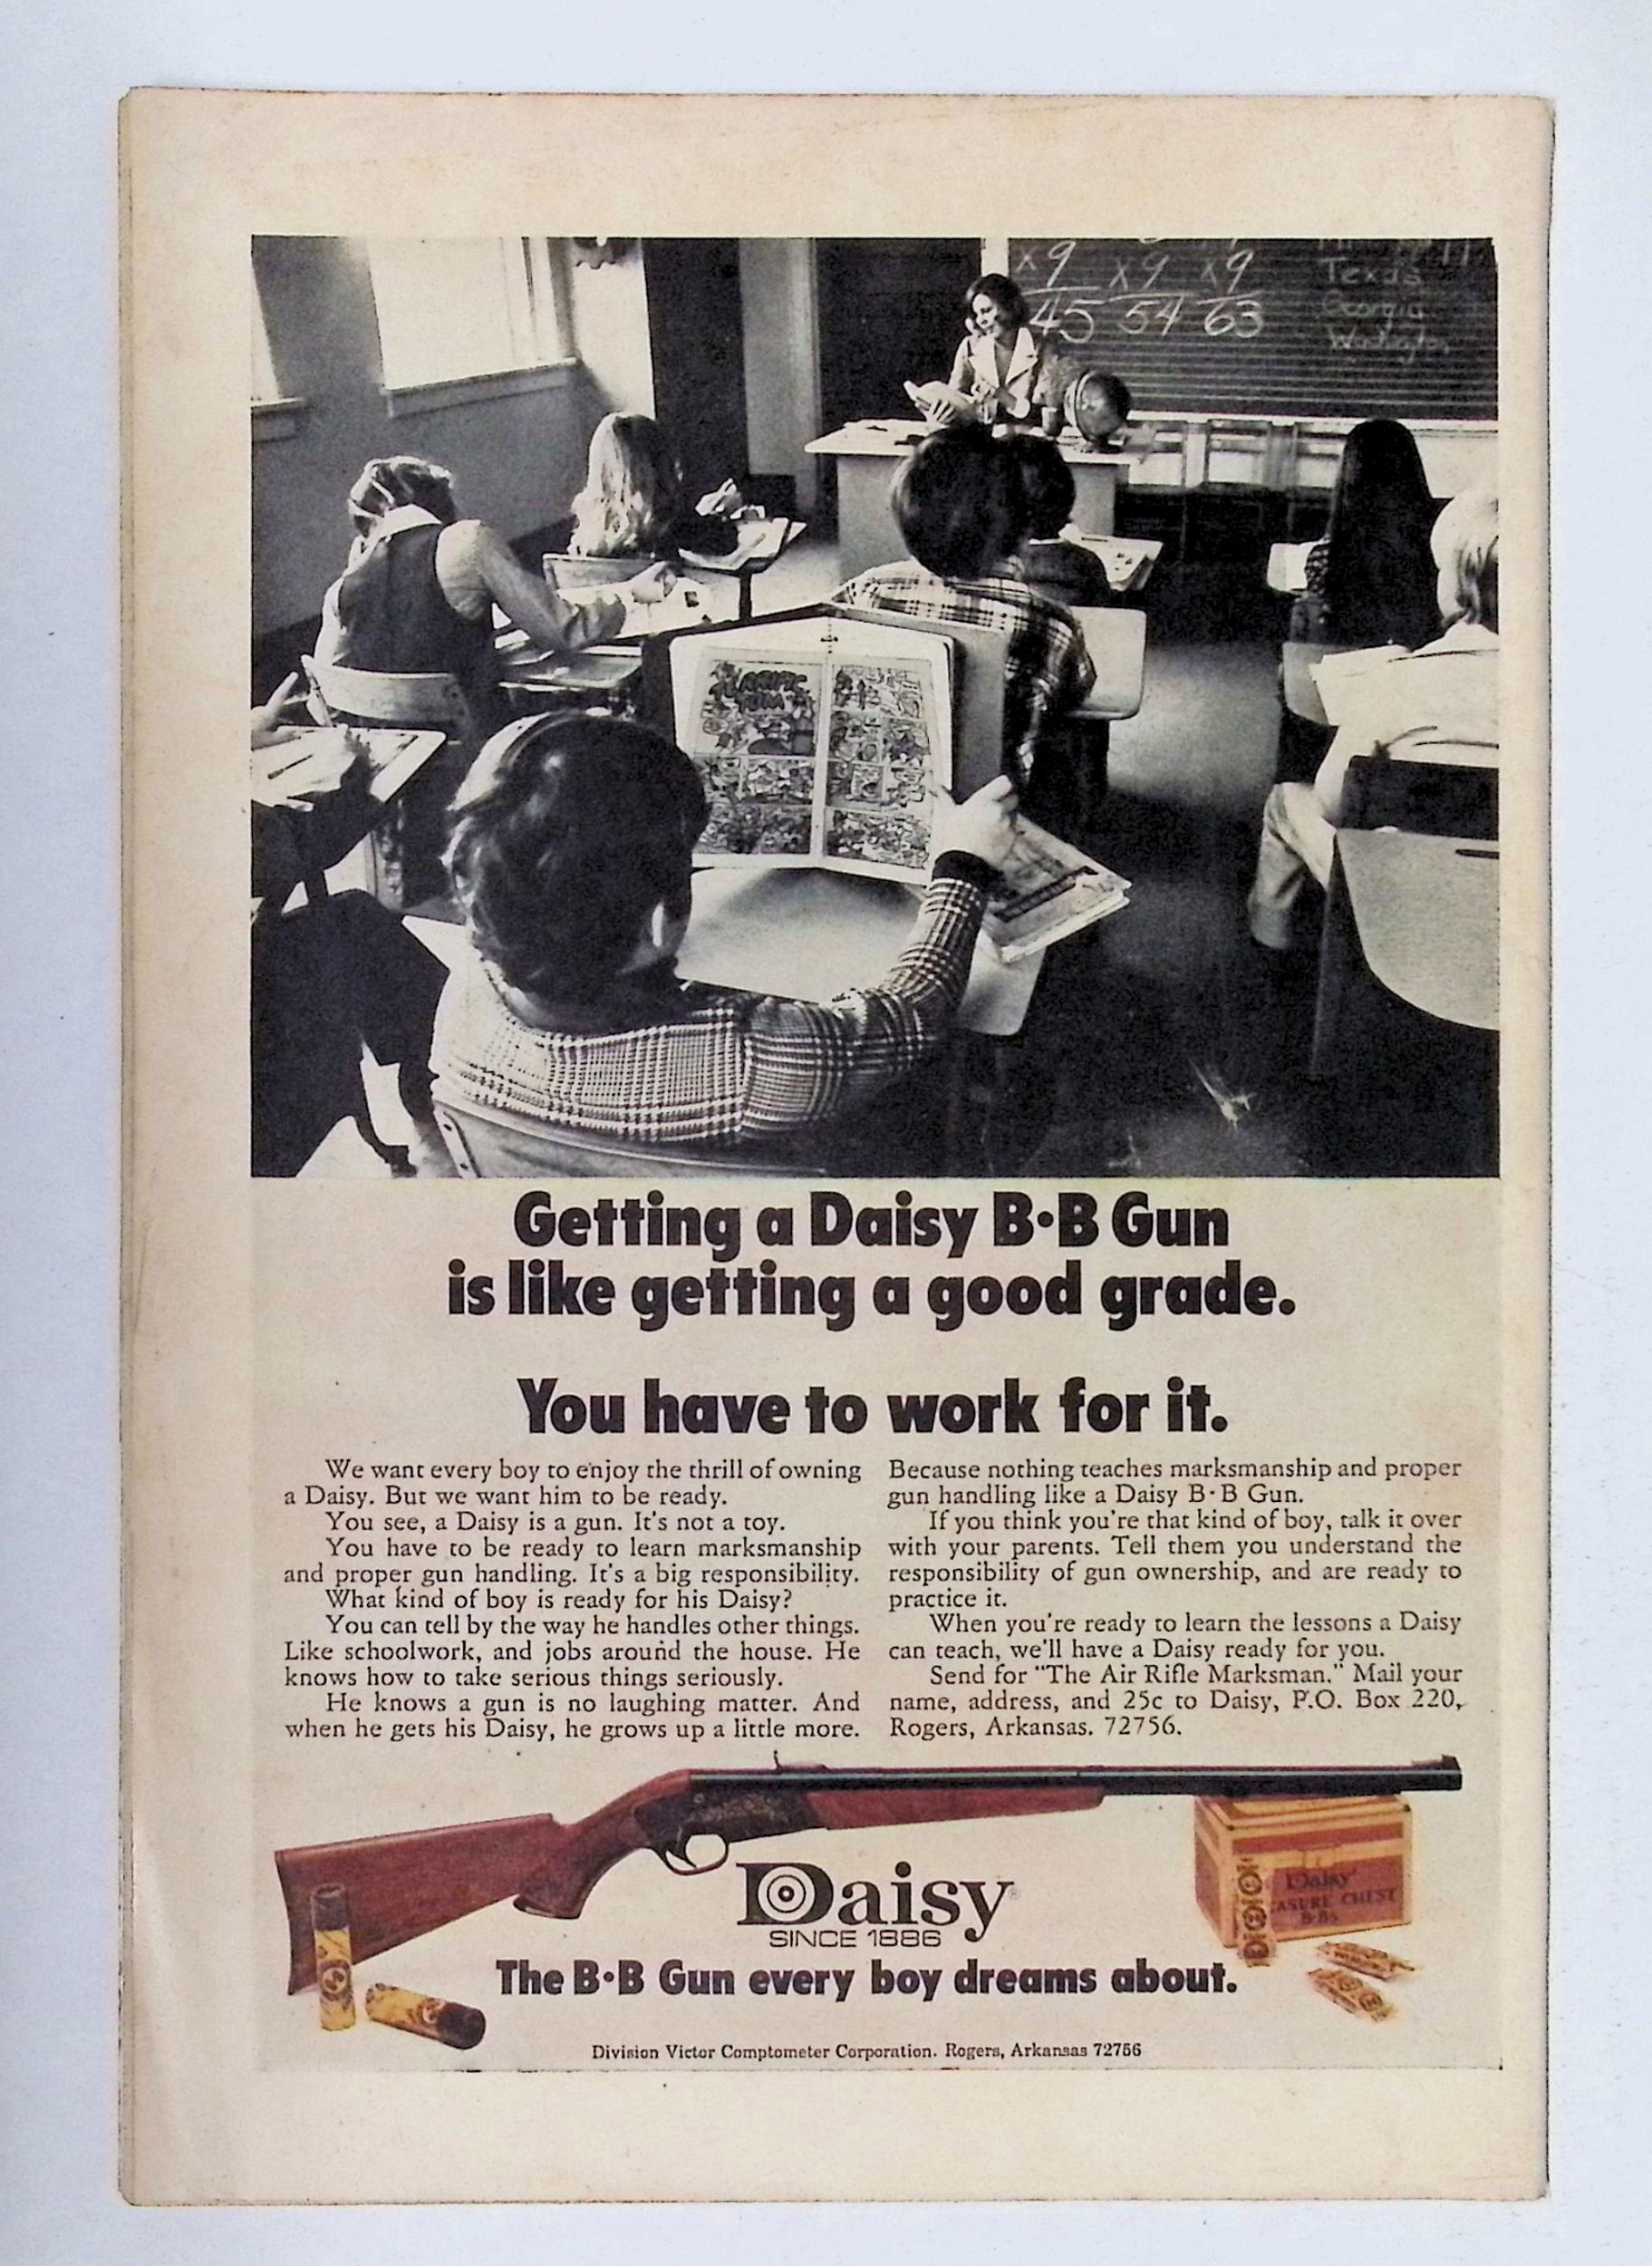 x9 x9 x9
45 54 63
Texas
Georgia
Getting a Daisy B·B Gun
is like getting a good grade.
You have to work for it.
We want every boy to enjoy the thrill of owning
a Daisy. But we want him to be ready.
You see, a Daisy is a gun. It's not a toy.
You have to be ready to learn marksmanship
and proper gun handling. It's a big responsibility.
What kind of boy is ready for his Daisy?
You can tell by the way he handles other things.
Like schoolwork, and jobs around the house. He
knows how to take serious things seriously.
He knows a gun is no laughing matter. And
when he gets his Daisy, he grows up a little more.
Because nothing teaches marksmanship and proper
gun handling like a Daisy B·B Gun.
If you think you're that kind of boy, talk it over
with your parents. Tell them you understand the
responsibility of gun ownership, and are ready to
practice it.
When you're ready to learn the lessons a Daisy
can teach, we'll have a Daisy ready for you.
Send for "The Air Rifle Marksman." Mail your
name, address, and 25c to Daisy, P.O. Box 220,
Rogers, Arkansas. 72756.
Daisy
ASURE CHEST
B·Bs
Daisy®
SINCE 1886
The B·B Gun every boy dreams about.
Division Victor Comptometer Corporation. Rogers, Arkansas 72756